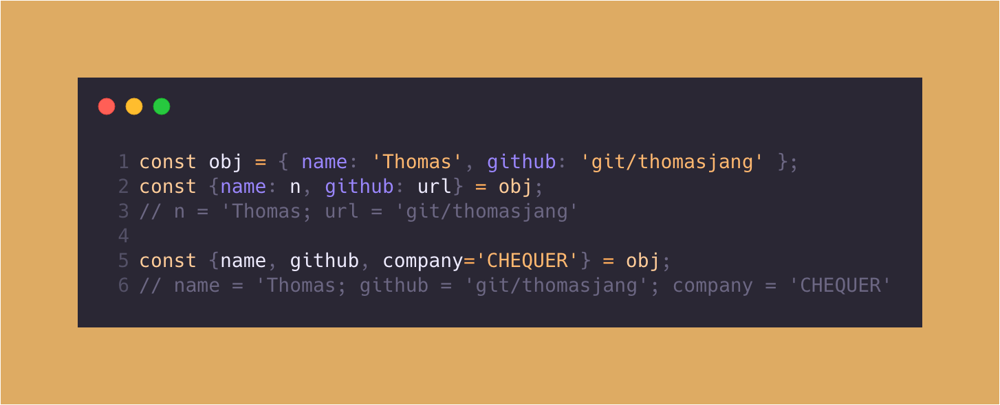 1 const obj = { name: 'Thomas', github: 'git/thomasjang' };
2 const {name: n, github: url} = obj;
3 // n = 'Thomas; url = 'git/thomasjang'
4
5 const {name, github, company='CHEQUER'} = obj;
6 // name = 'Thomas; github = 'git/thomasjang'; company = 'CHEQUER'